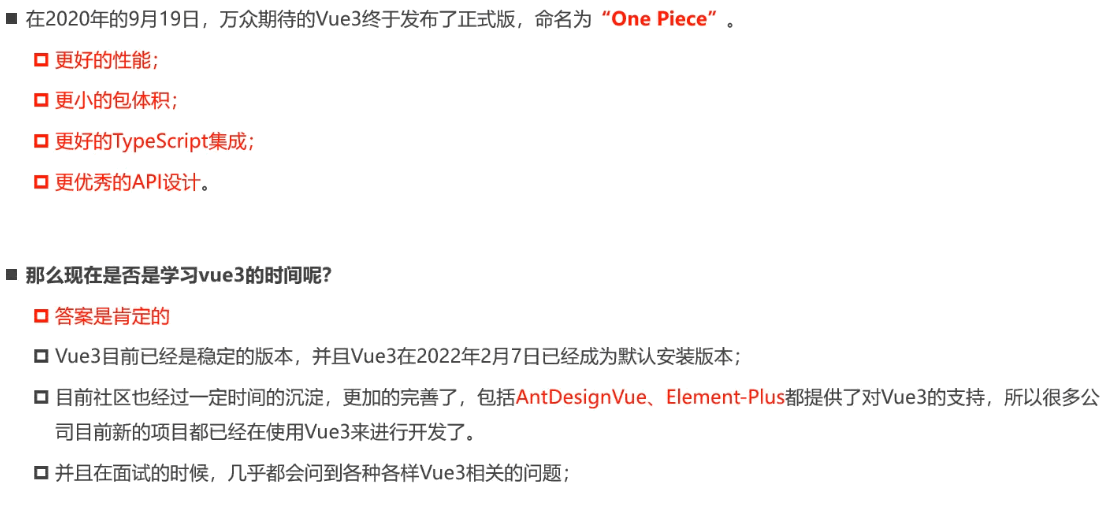 在2020年的9月19日，万众期待的Vue3终于发布了正式版，命名为“One Piece”。
更好的性能；
更小的包体积；
更好的TypeScript集成；
更优秀的API设计。
那么现在是否是学习vue3的时间呢？
答案是肯定的
Vue3目前已经是稳定的版本，并且Vue3在2022年2月7日已经成为默认安装版本；
目前社区也经过一定时间的沉淀，更加的完善了，包括AntDesignVue、Element-Plus都提供了对Vue3的支持，所以很多公
司目前新的项目都已经在使用Vue3来进行开发了。
并且在面试的时候，几乎都会问到各种各样Vue3相关的问题；